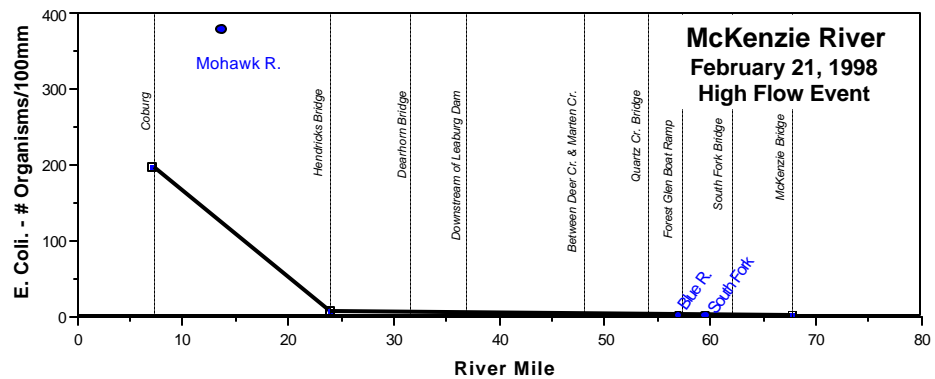 McKenzie River
February 21, 1998
High Flow Event
E. Coli. - # Organisms/100mm
400
300
200
100
0
Mohawk R.
Coburg
Hendricks Bridge
Dearhorn Bridge
Downstream of Leaburg Dam
Between Deer Cr. & Marten Cr.
Quartz Cr. Bridge
Forest Glen Boat Ramp
South Fork Bridge
McKenzie Bridge
Blue R.
South Fork
0 10 20 30 40 50 60 70 80
River Mile